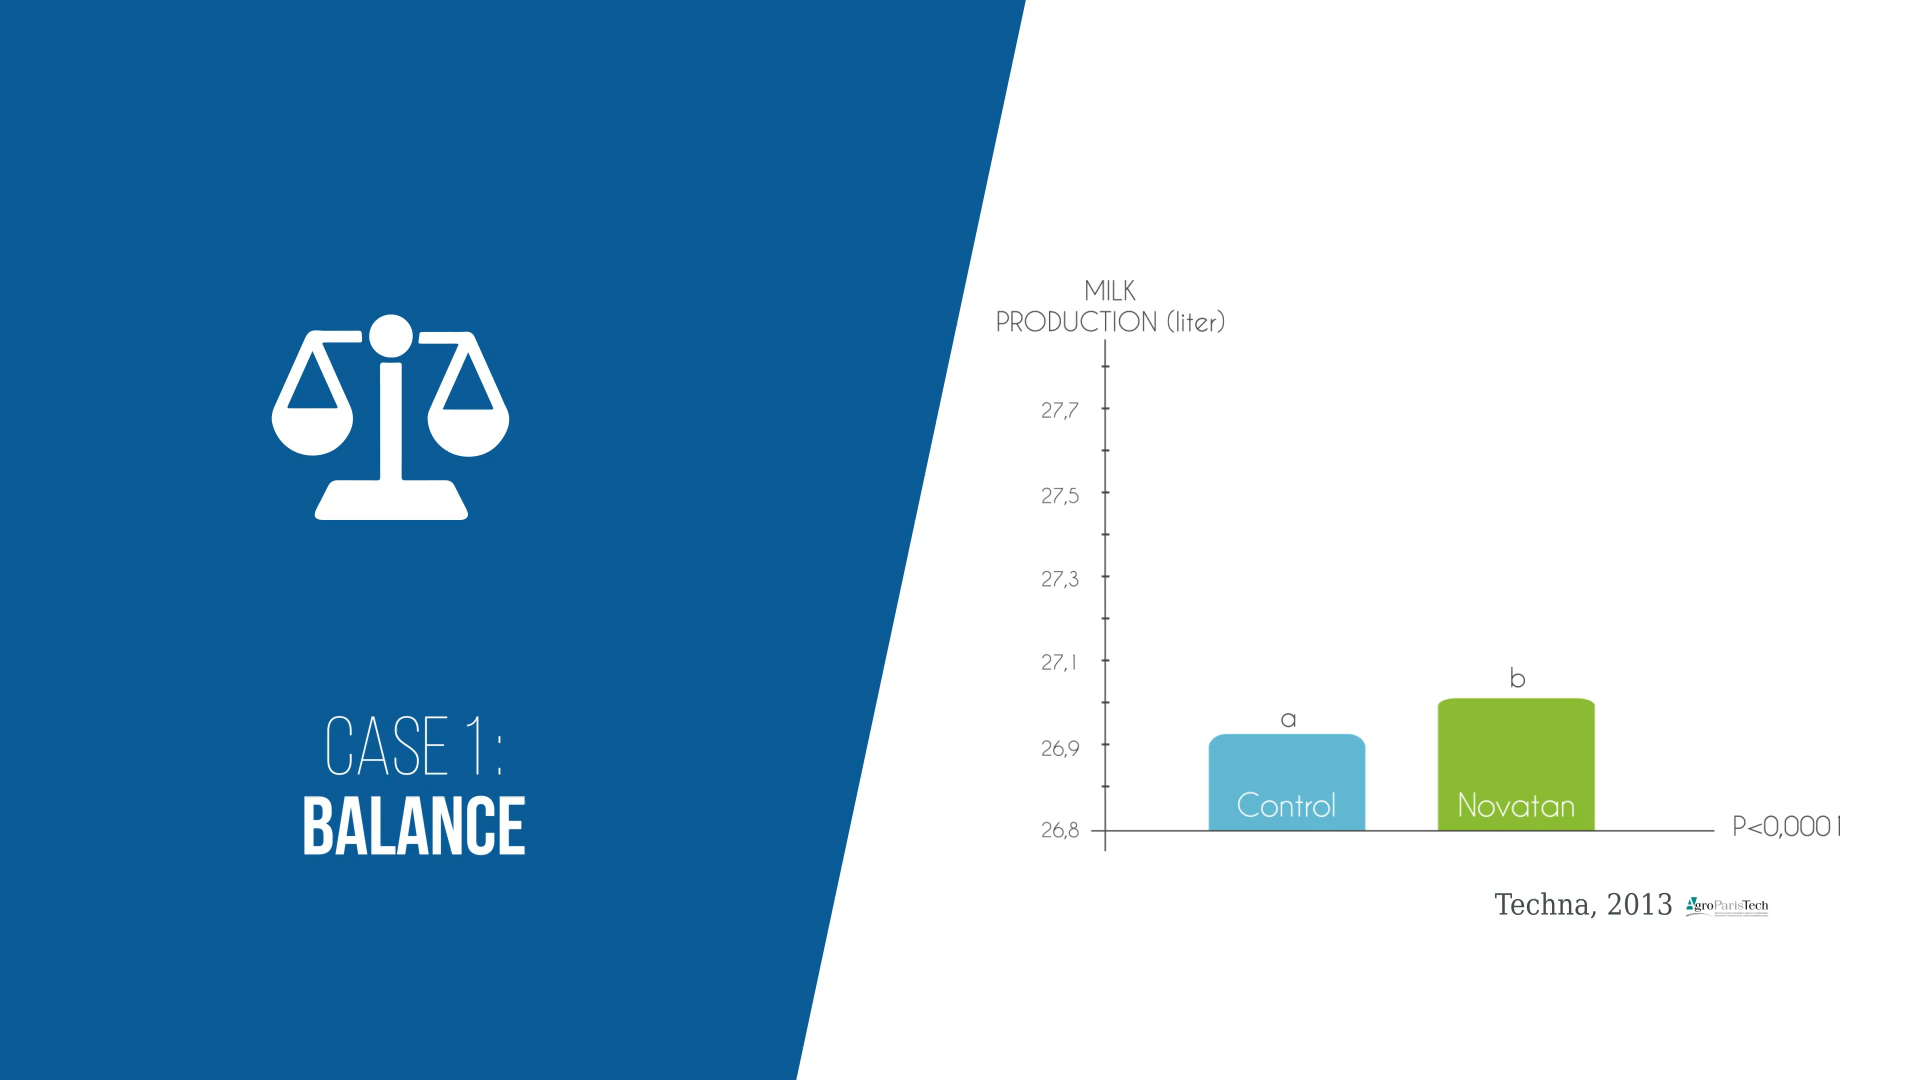 CASE 1:
BALANCE
MILK
PRODUCTION (liter)
27,7
27,5
27,3
27,1
26,9
26,8
a
b
Control
Novatan
P<0,0001
Techna, 2013
AgroParisTech